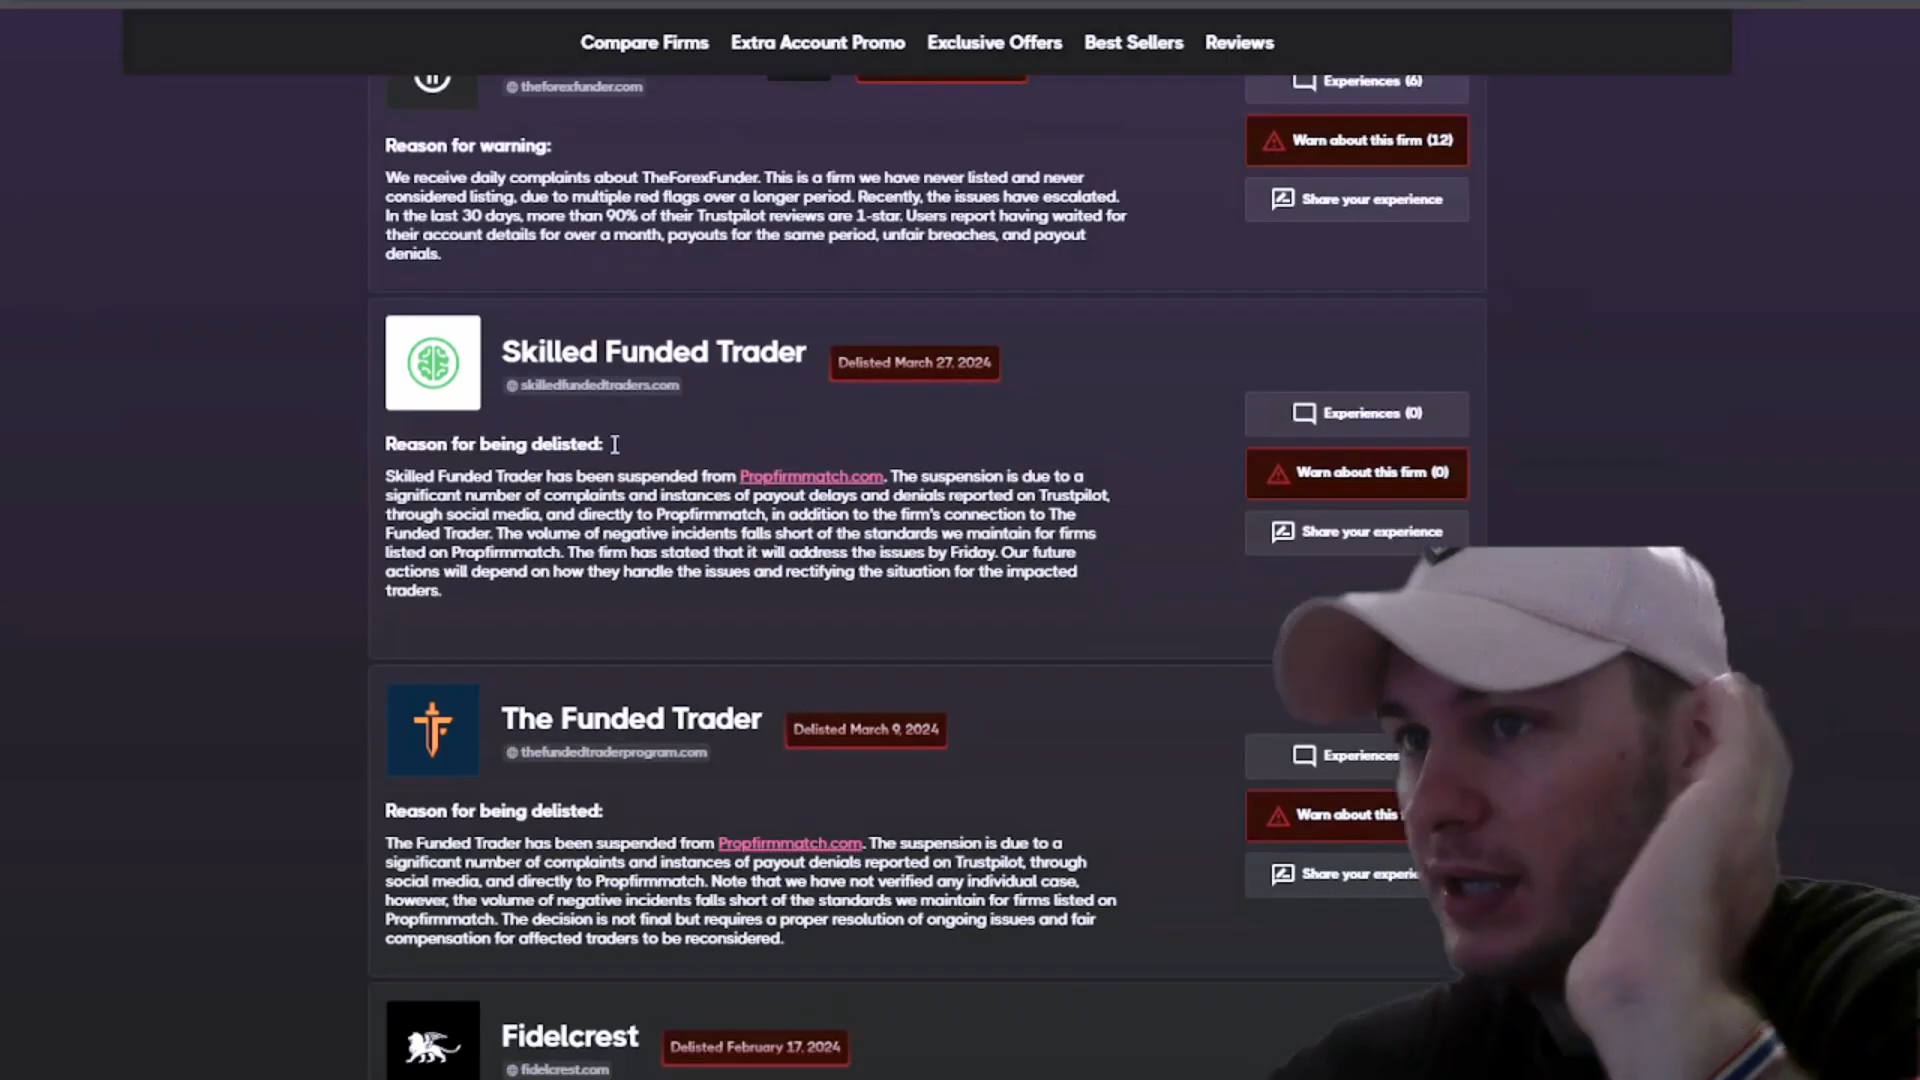 Compare Firms Extra Account Promo Exclusive Offers Best Sellers Reviews
theforexfunder.com
Experiences (6)
Reason for warning:
Warn about this firm (12)
We receive daily complaints about TheForexFunder. This is a firm we have never listed and never
considered listing, due to multiple red flags over a longer period. Recently, the issues have escalated.
In the last 30 days, more than 90% of their Trustpilot reviews are 1-star. Users report having waited for
their account details for over a month, payouts for the same period, unfair breaches, and payout
denials.
Share your experience
Skilled Funded Trader
Delisted March 27, 2024
skilledfundedtraders.com
Experiences (0)
Reason for being delisted:
Warn about this firm (0)
Skilled Funded Trader has been suspended from Propfirmmatch.com. The suspension is due to a
significant number of complaints and instances of payout delays and denials reported on Trustpilot,
through social media, and directly to Propfirmmatch, in addition to the firm's connection to The
Funded Trader. The volume of negative incidents falls short of the standards we maintain for firms
listed on Propfirmmatch. The firm has stated that it will address the issues by Friday. Our future
actions will depend on how they handle the issues and rectifying the situation for the impacted
traders.
Share your experience
The Funded Trader
Delisted March 9, 2024
thefundedtraderprogram.com
Experiences
Reason for being delisted:
Warn about this
The Funded Trader has been suspended from Propfirmmatch.com. The suspension is due to a
significant number of complaints and instances of payout denials reported on Trustpilot, through
social media, and directly to Propfirmmatch. Note that we have not verified any individual case,
however, the volume of negative incidents falls short of the standards we maintain for firms listed on
Propfirmmatch. The decision is not final but requires a proper resolution of ongoing issues and fair
compensation for affected traders to be reconsidered.
Share your experie
Fidelcrest
Delisted February 17, 2024
fidelcrest.com